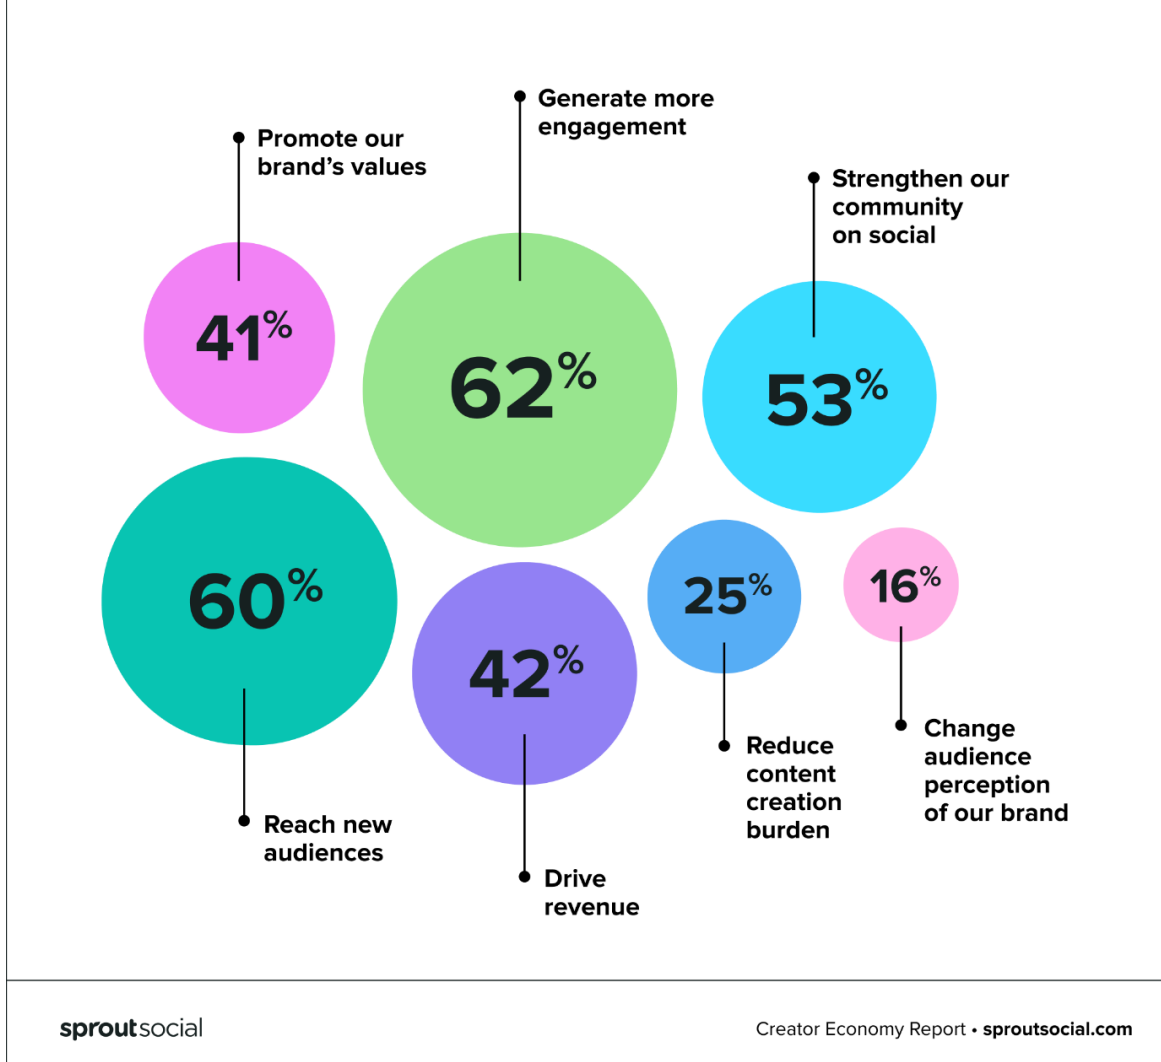 Generate more
engagement
Promote our
brand’s values
Strengthen our
community
on social
41%
62%
53%
60%
42%
25%
16%
Reach new
audiences
Drive
revenue
Reduce
content
creation
burden
Change
audience
perception
of our brand
sproutsocial
Creator Economy Report • sproutsocial.com